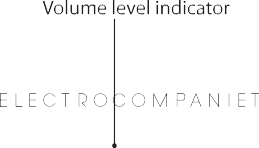 Volume level indicator
ELECTROCOMPANIET